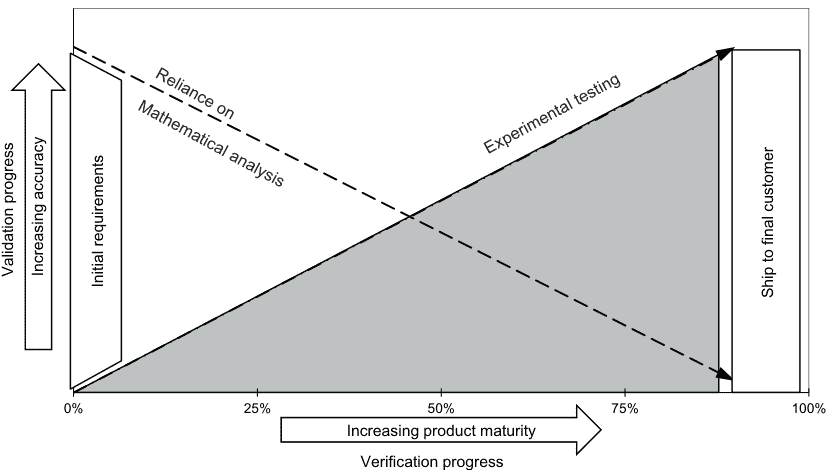 Reliance on
Mathematical analysis
Experimental testing
Validation progress
Increasing accuracy
Initial requirements
Ship to final customer
0%
25%
50%
75%
100%
Increasing product maturity
Verification progress